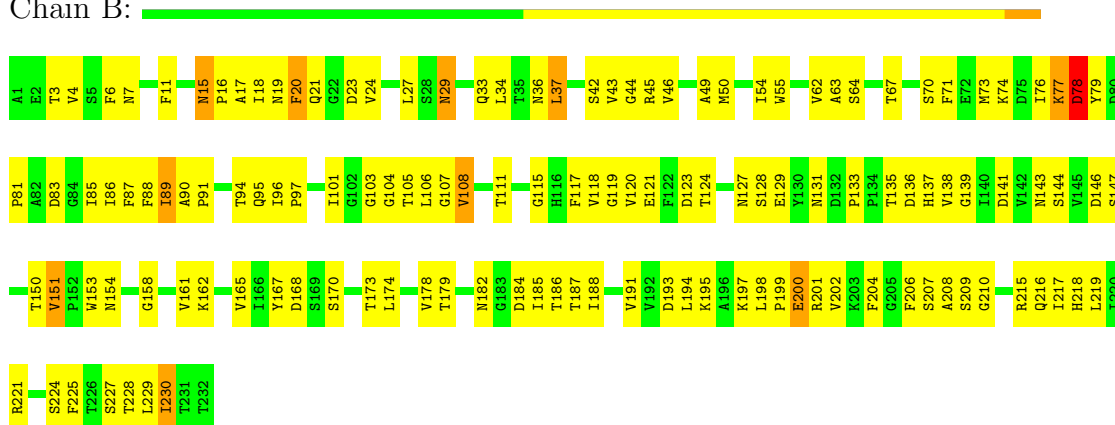 Chain B:
A1 E2 T3 V4 S5 F6 N7 F11 N15 P16 A17 I18 N19 F20 Q21 G22 D23 V24 L27 S28 N29 Q33 L34 T35 N36 L37 S42 V43 G44 R45 V46 A49 M50 I54 W55 V62 A63 S64 T67 S70 F71 E72 M73 K74 D75 I76 K77 D78 Y79 D80
P81 A82 D83 G84 I85 I86 F87 F88 I89 A90 P91 T94 Q95 I96 P97 I101 G102 G103 G104 T105 L106 G107 V108 T111 G115 H116 F117 V118 G119 V120 E121 F122 D123 T124 N127 S128 E129 Y130 N131 D132 P133 P134 T135 D136 H137 V138 G139 I140 D141 V142 N143 S144 V145 D146 S147
T150 V151 P152 W153 N154 G158 V161 K162 V165 I166 Y167 D168 S169 S170 T173 L174 V178 T179 N182 G183 D184 I185 T186 T187 I188 V191 V192 D193 L194 K195 A196 K197 L198 P199 E200 R201 V202 K203 F204 G205 F206 S207 A208 S209 G210 R215 Q216 I217 H218 L219 I220
R221 S224 F225 T226 S227 T228 L229 I230 T231 T232